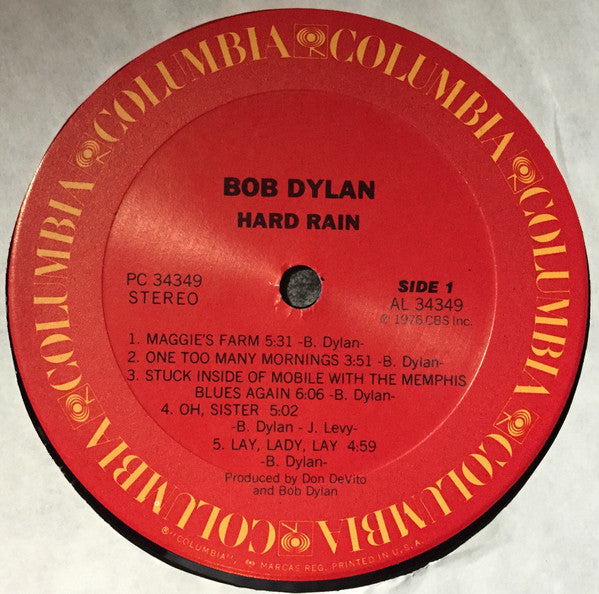 COLUMBIA COLUMBIA COLUMBIA COLUMBIA COLUMBIA COLUMBIA
BOB DYLAN
HARD RAIN
PC 34349
STEREO
SIDE 1
AL 34349
℗ 1976 CBS Inc.
1. MAGGIE'S FARM 5:31 -B. Dylan-
2. ONE TOO MANY MORNINGS 3:51 -B. Dylan-
3. STUCK INSIDE OF MOBILE WITH THE MEMPHIS
BLUES AGAIN 6:06 -B. Dylan-
4. OH, SISTER 5:02
-B. Dylan - J. Levy-
5. LAY, LADY, LAY 4:59
-B. Dylan-
Produced by Don DeVito
and Bob Dylan
®"COLUMBIA", MARCAS REG. PRINTED IN U.S.A.